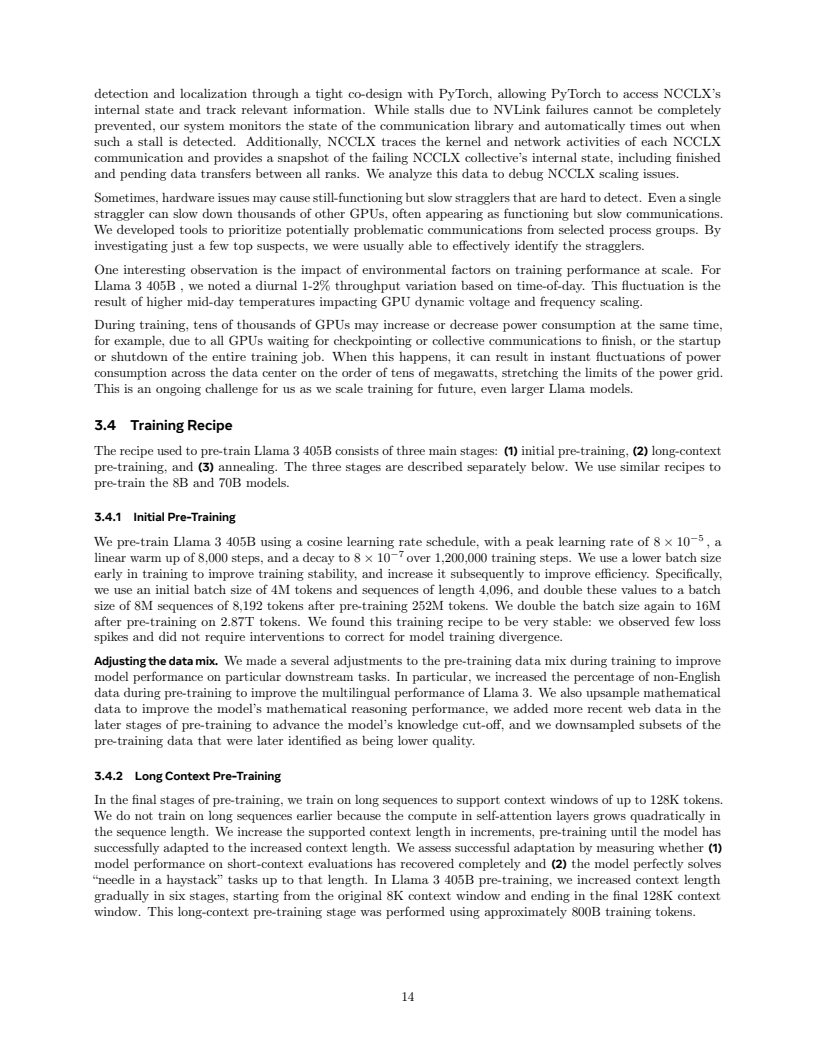 detection and localization through a tight co-design with PyTorch, allowing PyTorch to access NCCLX's
internal state and track relevant information. While stalls due to NVLink failures cannot be completely
prevented, our system monitors the state of the communication library and automatically times out when
such a stall is detected. Additionally, NCCLX traces the kernel and network activities of each NCCLX
communication and provides a snapshot of the failing NCCLX collective's internal state, including finished
and pending data transfers between all ranks. We analyze this data to debug NCCLX scaling issues.
Sometimes, hardware issues may cause still-functioning but slow stragglers that are hard to detect. Even a single
straggler can slow down thousands of other GPUs, often appearing as functioning but slow communications.
We developed tools to prioritize potentially problematic communications from selected process groups. By
investigating just a few top suspects, we were usually able to effectively identify the stragglers.
One interesting observation is the impact of environmental factors on training performance at scale. For
Llama 3 405B , we noted a diurnal 1-2% throughput variation based on time-of-day. This fluctuation is the
result of higher mid-day temperatures impacting GPU dynamic voltage and frequency scaling.
During training, tens of thousands of GPUs may increase or decrease power consumption at the same time,
for example, due to all GPUs waiting for checkpointing or collective communications to finish, or the startup
or shutdown of the entire training job. When this happens, it can result in instant fluctuations of power
consumption across the data center on the order of tens of megawatts, stretching the limits of the power grid.
This is an ongoing challenge for us as we scale training for future, even larger Llama models.
3.4 Training Recipe
The recipe used to pre-train Llama 3 405B consists of three main stages: (1) initial pre-training, (2) long-context
pre-training, and (3) annealing. The three stages are described separately below. We use similar recipes to
pre-train the 8B and 70B models.
3.4.1 Initial Pre-Training
We pre-train Llama 3 405B using a cosine learning rate schedule, with a peak learning rate of 8 × 10⁻⁵ , a
linear warm up of 8,000 steps, and a decay to 8 × 10⁻⁷ over 1,200,000 training steps. We use a lower batch size
early in training to improve training stability, and increase it subsequently to improve efficiency. Specifically,
we use an initial batch size of 4M tokens and sequences of length 4,096, and double these values to a batch
size of 8M sequences of 8,192 tokens after pre-training 252M tokens. We double the batch size again to 16M
after pre-training on 2.87T tokens. We found this training recipe to be very stable: we observed few loss
spikes and did not require interventions to correct for model training divergence.
Adjusting the data mix. We made a several adjustments to the pre-training data mix during training to improve
model performance on particular downstream tasks. In particular, we increased the percentage of non-English
data during pre-training to improve the multilingual performance of Llama 3. We also upsample mathematical
data to improve the model's mathematical reasoning performance, we added more recent web data in the
later stages of pre-training to advance the model's knowledge cut-off, and we downsampled subsets of the
pre-training data that were later identified as being lower quality.
3.4.2 Long Context Pre-Training
In the final stages of pre-training, we train on long sequences to support context windows of up to 128K tokens.
We do not train on long sequences earlier because the compute in self-attention layers grows quadratically in
the sequence length. We increase the supported context length in increments, pre-training until the model has
successfully adapted to the increased context length. We assess successful adaptation by measuring whether (1)
model performance on short-context evaluations has recovered completely and (2) the model perfectly solves
“needle in a haystack” tasks up to that length. In Llama 3 405B pre-training, we increased context length
gradually in six stages, starting from the original 8K context window and ending in the final 128K context
window. This long-context pre-training stage was performed using approximately 800B training tokens.
14